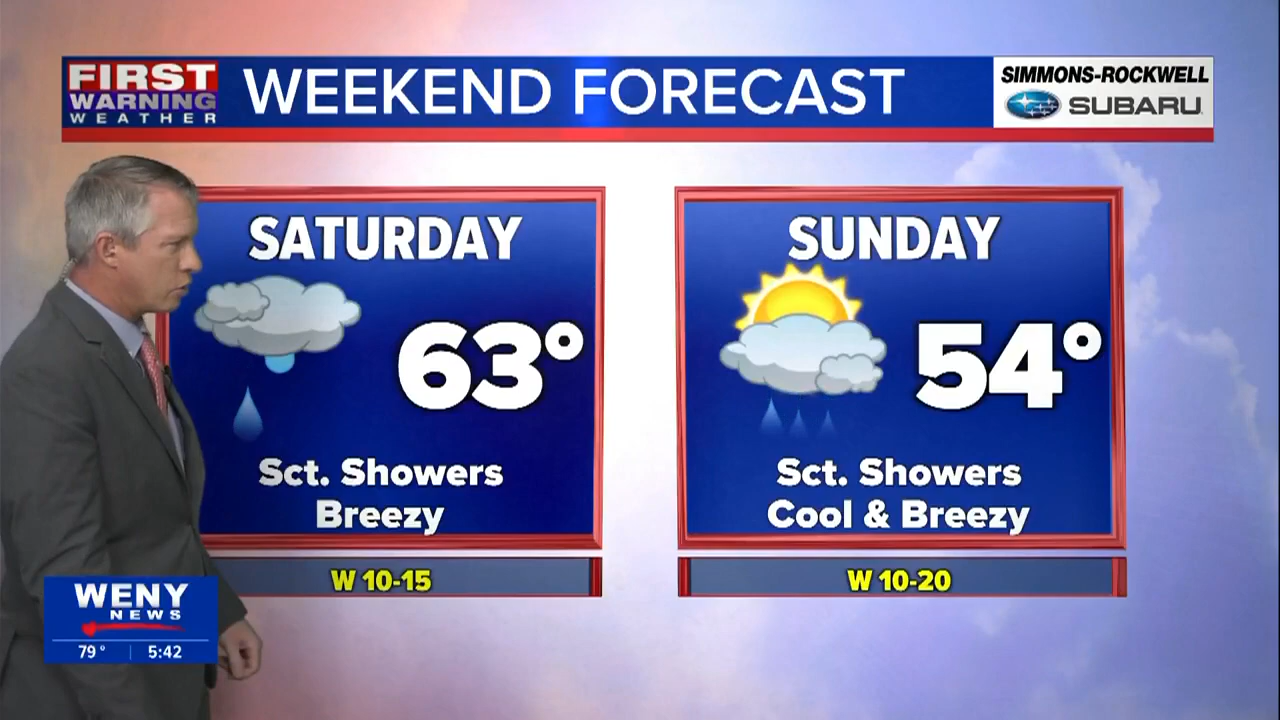 FIRST
WARNING
WEATHER
WEEKEND FORECAST
SIMMONS-ROCKWELL
SUBARU
SATURDAY
63°
Sct. Showers
Breezy
W 10-15
SUNDAY
54°
Sct. Showers
Cool & Breezy
W 10-20
WENY
NEWS
79° | 5:42